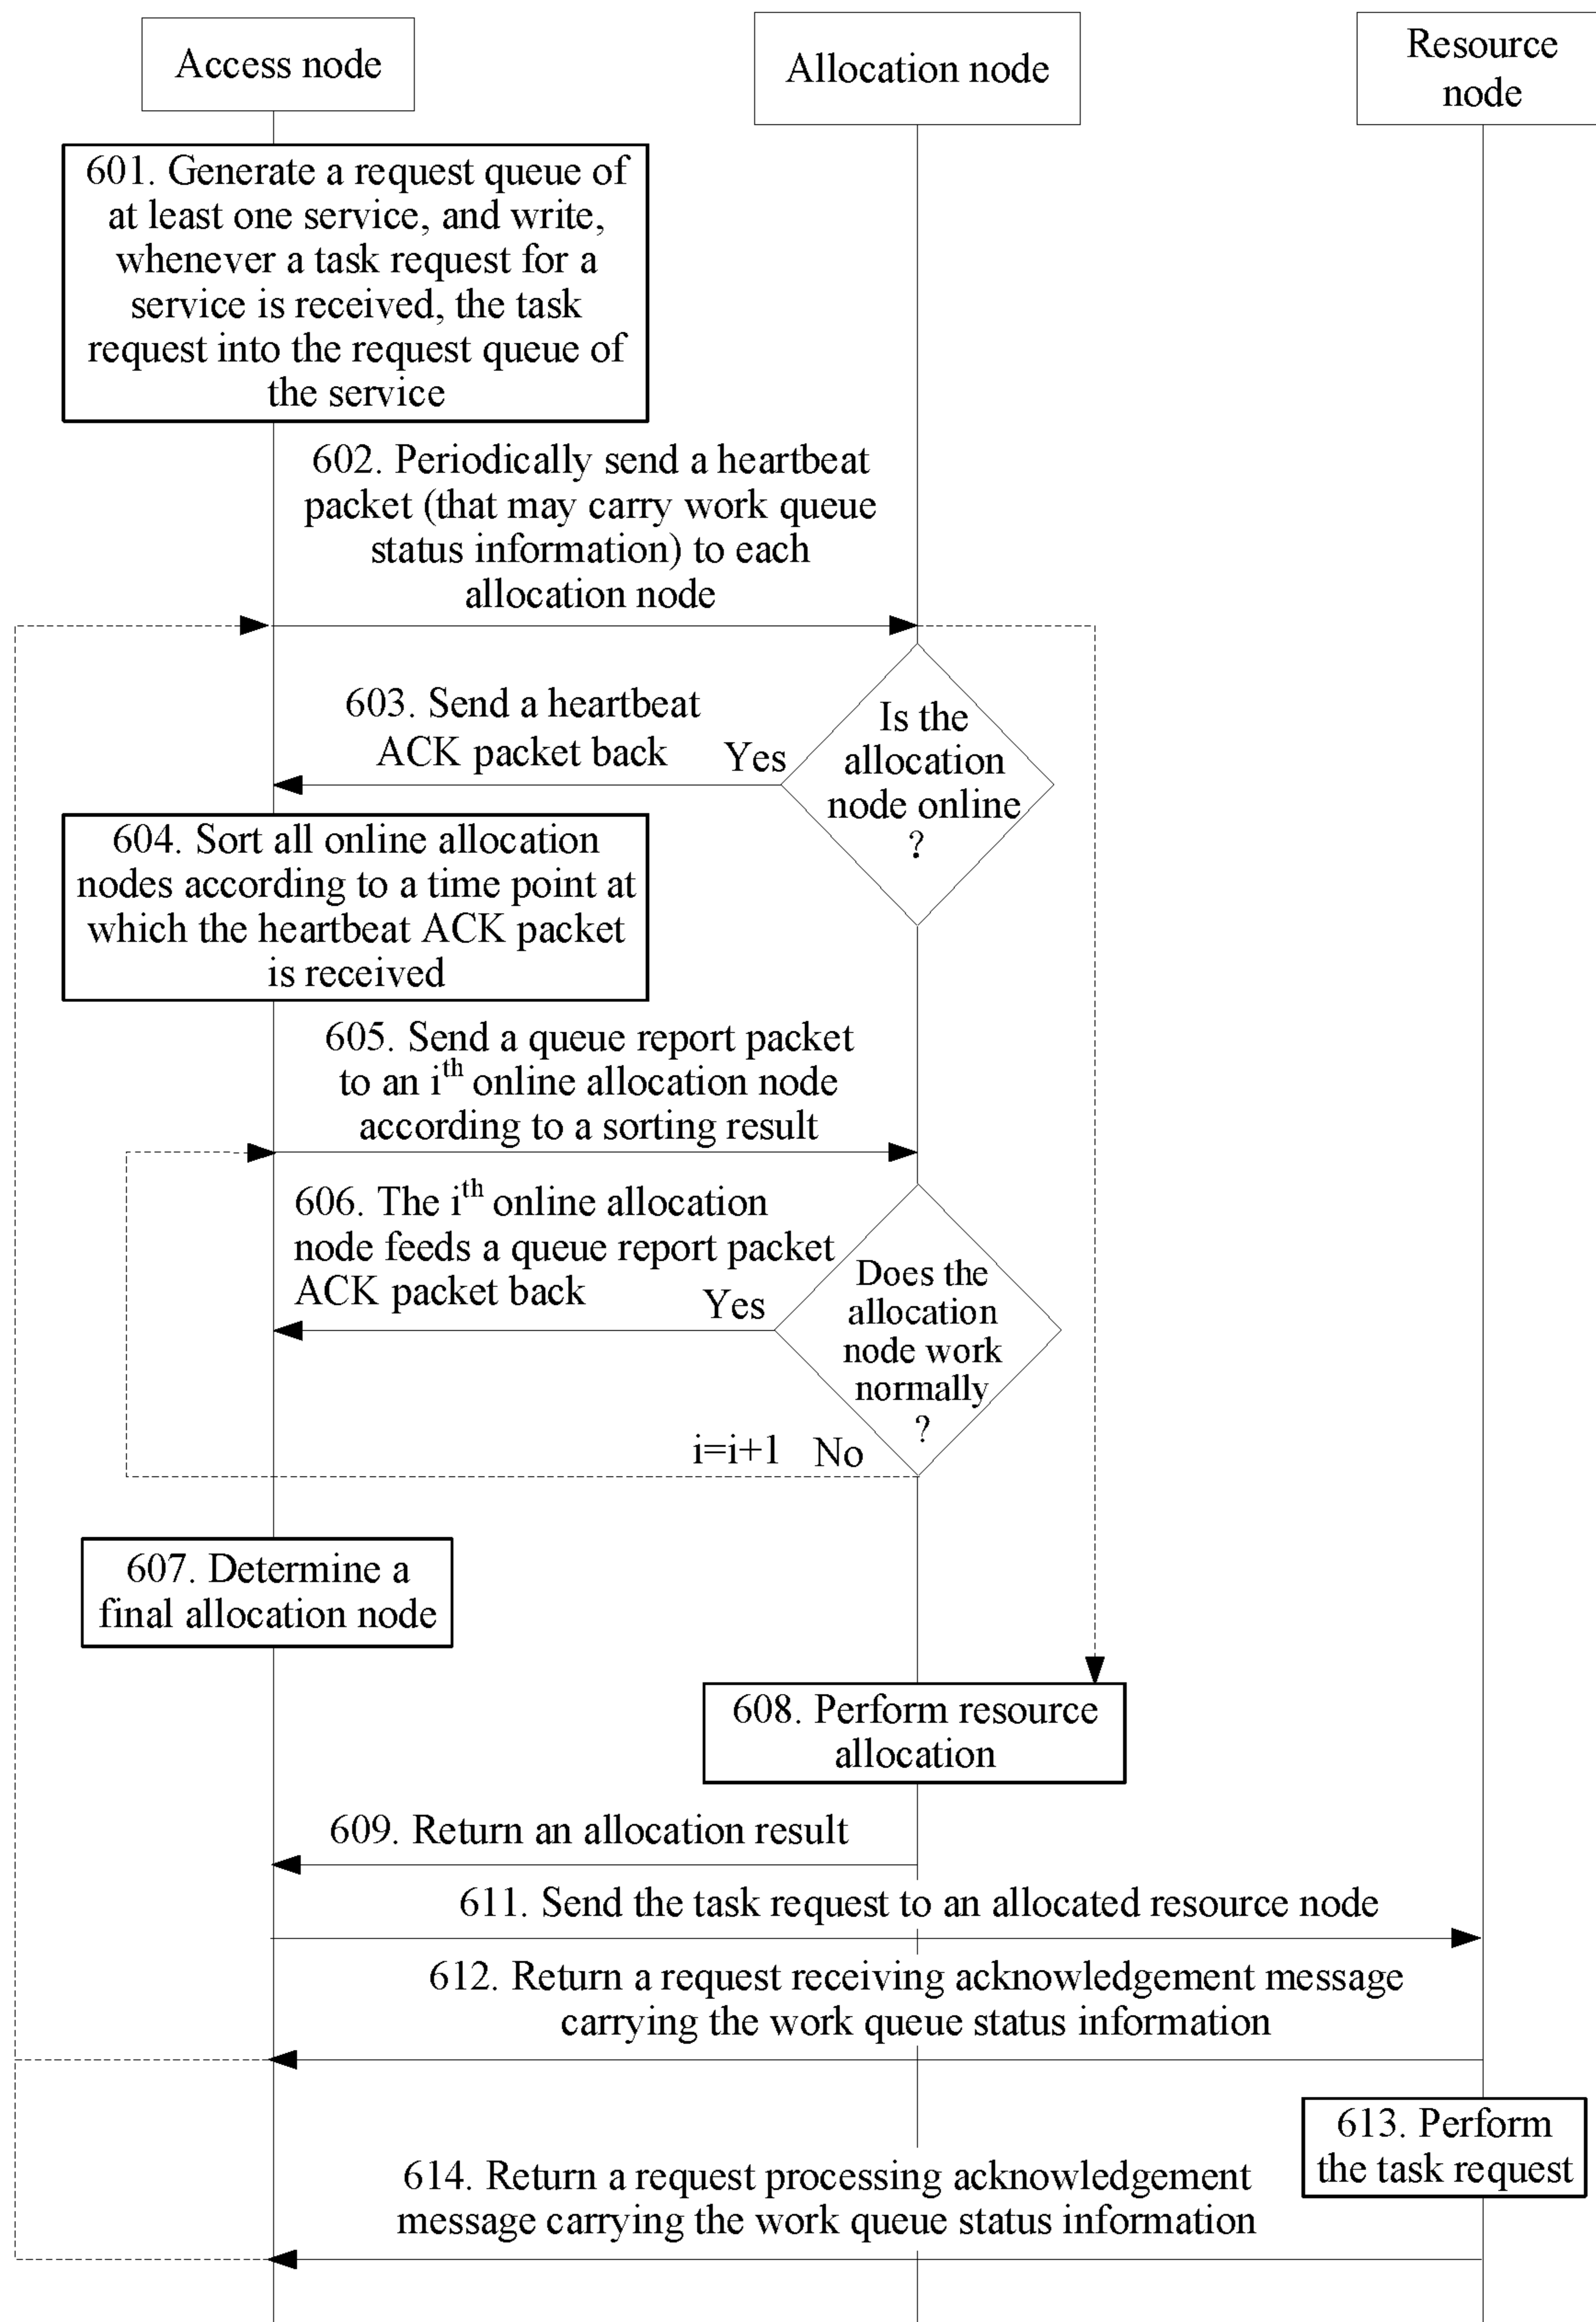 Access node
Allocation node
Resource
node
601. Generate a request queue of
at least one service, and write,
whenever a task request for a
service is received, the task
request into the request queue of
the service
602. Periodically send a heartbeat
packet (that may carry work queue
status information) to each
allocation node
603. Send a heartbeat
ACK packet back
Yes
Is the
allocation
node online
?
604. Sort all online allocation
nodes according to a time point at
which the heartbeat ACK packet
is received
605. Send a queue report packet
to an ith online allocation node
according to a sorting result
606. The ith online allocation
node feeds a queue report packet
ACK packet back
Yes
Does the
allocation
node work
normally
?
i=i+1 No
607. Determine a
final allocation node
608. Perform resource
allocation
609. Return an allocation result
611. Send the task request to an allocated resource node
612. Return a request receiving acknowledgement message
carrying the work queue status information
613. Perform
the task request
614. Return a request processing acknowledgement
message carrying the work queue status information